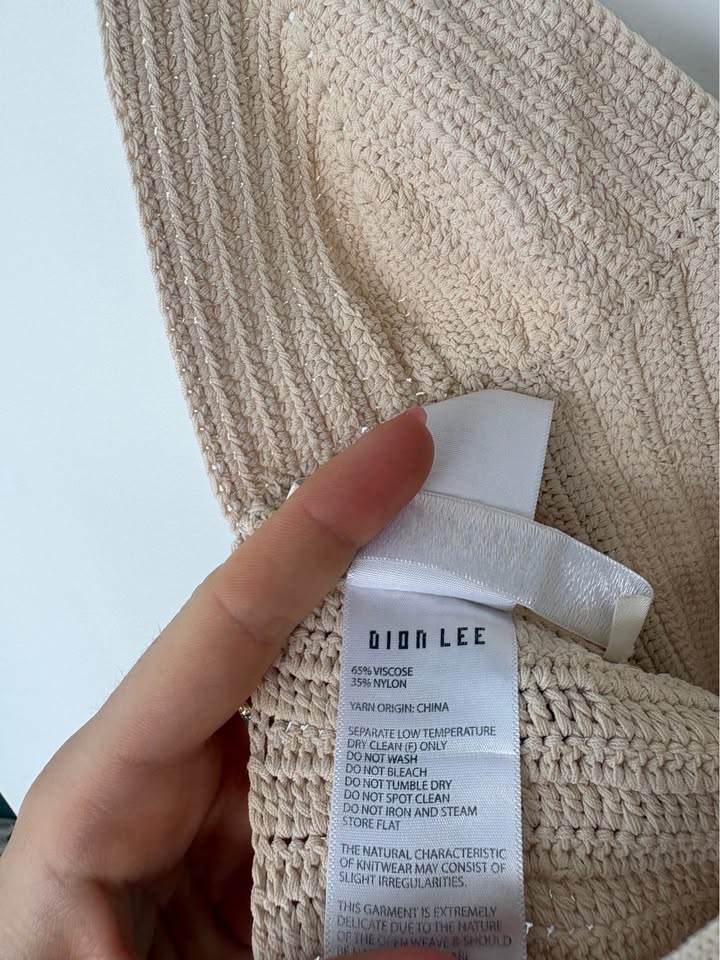 DION LEE
65% VISCOSE
35% NYLON
YARN ORIGIN: CHINA
SEPARATE LOW TEMPERATURE
DRY CLEAN (F) ONLY
DO NOT WASH
DO NOT BLEACH
DO NOT TUMBLE DRY
DO NOT SPOT CLEAN
DO NOT IRON AND STEAM
STORE FLAT
THE NATURAL CHARACTERISTIC
OF KNITWEAR MAY CONSIST OF
SLIGHT IRREGULARITIES.
THIS GARMENT IS EXTREMELY
DELICATE DUE TO THE NATURE
OF THE OPEN WEAVE & SHOULD